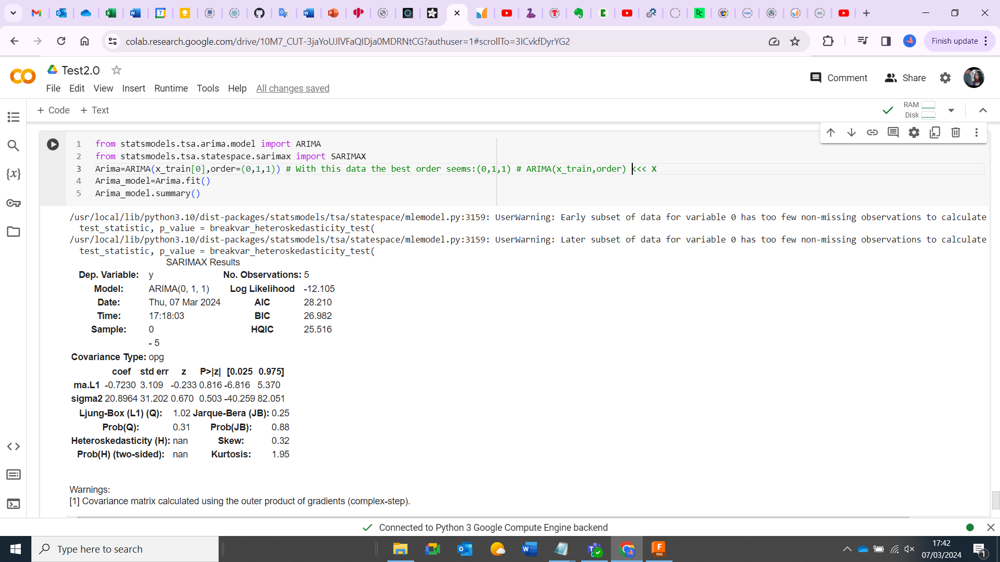 colab.research.google.com/drive/10M7_CUT-3jaYoUJlVFaQIDja0MDRNtCG?authuser=1#scrollTo=3ICvkfDyrYG2
Finish update
Test2.0
Comment
Share
File Edit View Insert Runtime Tools Help All changes saved
+ Code + Text
RAM
Disk
1 from statsmodels.tsa.arima.model import ARIMA
2 from statsmodels.tsa.statespace.sarimax import SARIMAX
3 Arima=ARIMA(x_train[0],order=(0,1,1)) # With this data the best order seems:(0,1,1) # ARIMA(x_train,order) <<< X
4 Arima_model=Arima.fit()
5 Arima_model.summary()
/usr/local/lib/python3.10/dist-packages/statsmodels/tsa/statespace/mlemodel.py:3159: UserWarning: Early subset of data for variable 0 has too few non-missing observations to calculate
test_statistic, p_value = breakvar_heteroskedasticity_test(
/usr/local/lib/python3.10/dist-packages/statsmodels/tsa/statespace/mlemodel.py:3159: UserWarning: Later subset of data for variable 0 has too few non-missing observations to calculate
test_statistic, p_value = breakvar_heteroskedasticity_test(
SARIMAX Results
Dep. Variable: y No. Observations: 5
Model: ARIMA(0, 1, 1) Log Likelihood -12.105
Date: Thu, 07 Mar 2024 AIC 28.210
Time: 17:18:03 BIC 26.982
Sample: 0 HQIC 25.516
- 5
Covariance Type: opg
coef std err z P>|z| [0.025 0.975]
ma.L1 -0.7230 3.109 -0.233 0.816 -6.816 5.370
sigma2 20.8964 31.202 0.670 0.503 -40.259 82.051
Ljung-Box (L1) (Q): 1.02 Jarque-Bera (JB): 0.25
Prob(Q): 0.31 Prob(JB): 0.88
Heteroskedasticity (H): nan Skew: 0.32
Prob(H) (two-sided): nan Kurtosis: 1.95
Warnings:
[1] Covariance matrix calculated using the outer product of gradients (complex-step).
Connected to Python 3 Google Compute Engine backend
Type here to search
17:42
07/03/2024
1